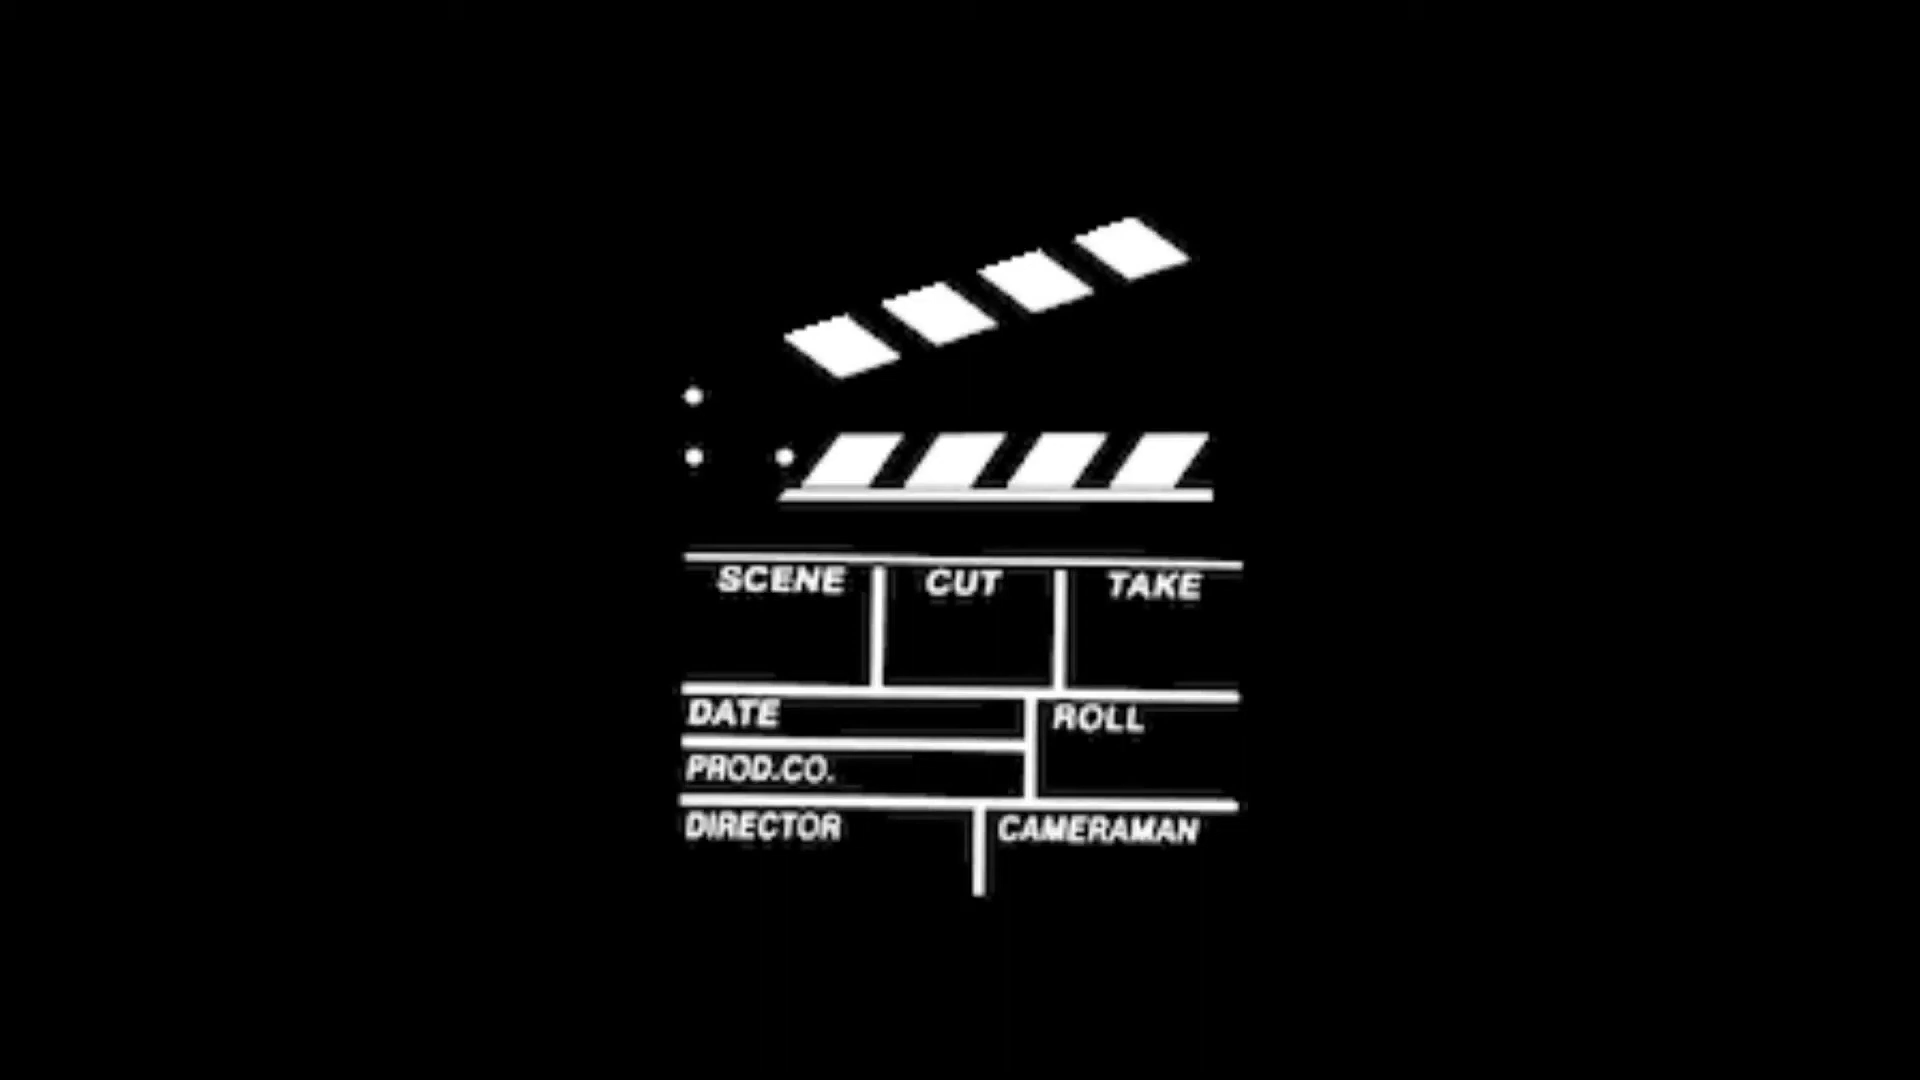 SCENE CUT TAKE
DATE ROLL
PROD.CO.
DIRECTOR CAMERAMAN